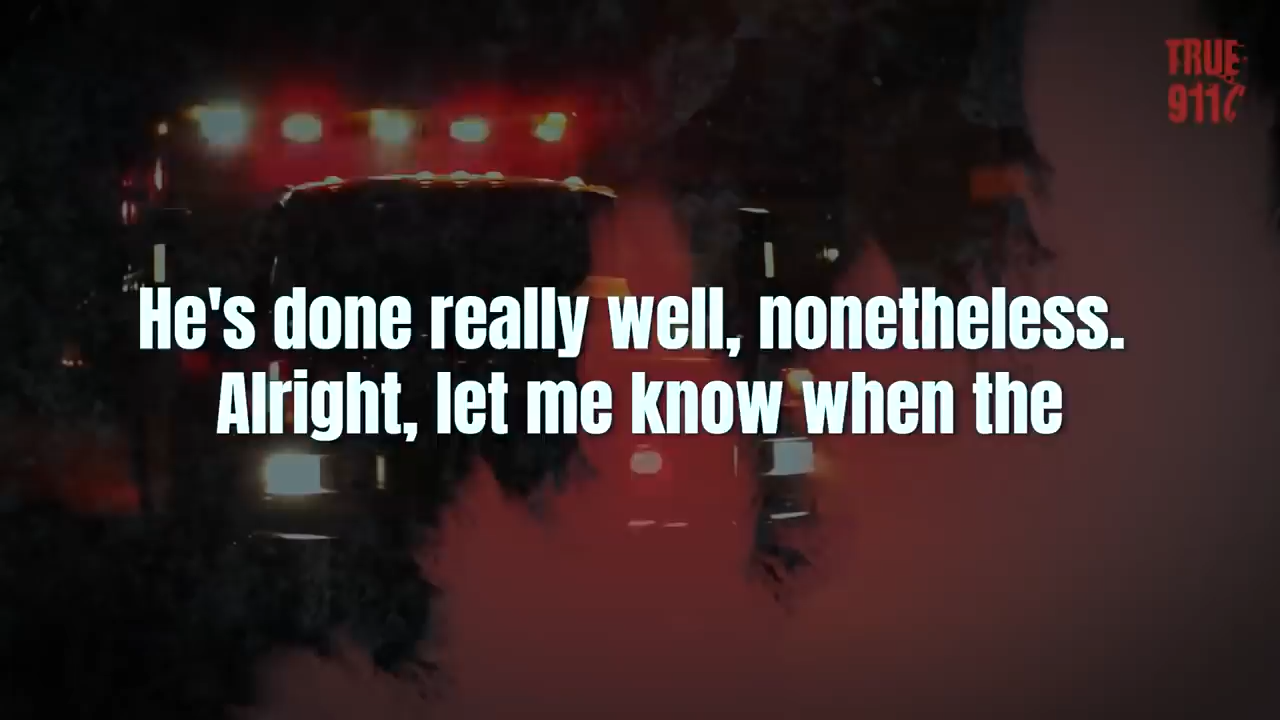 TRUE
911
He's done really well, nonetheless.
Alright, let me know when the